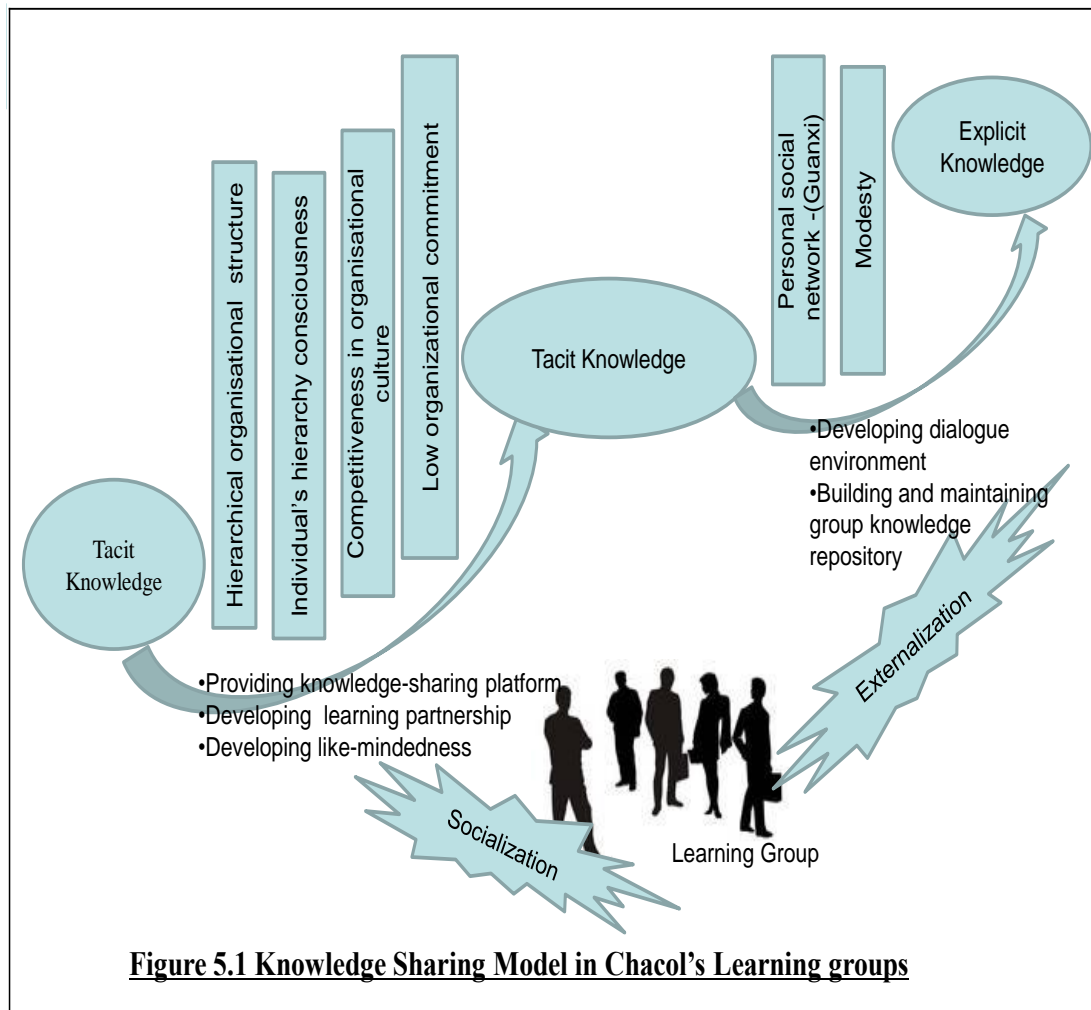 Hierarchical organisational structure
Individual's hierarchy consciousness
Competitiveness in organisational
culture
Low organizational commitment
Personal social
network -(Guanxi)
Modesty
Explicit
Knowledge
Tacit Knowledge
Tacit
Knowledge
•Developing dialogue
environment
•Building and maintaining
group knowledge
repository
•Providing knowledge-sharing platform
•Developing learning partnership
•Developing like-mindedness
Externalization
Socialization
Learning Group
Figure 5.1 Knowledge Sharing Model in Chacol's Learning groups